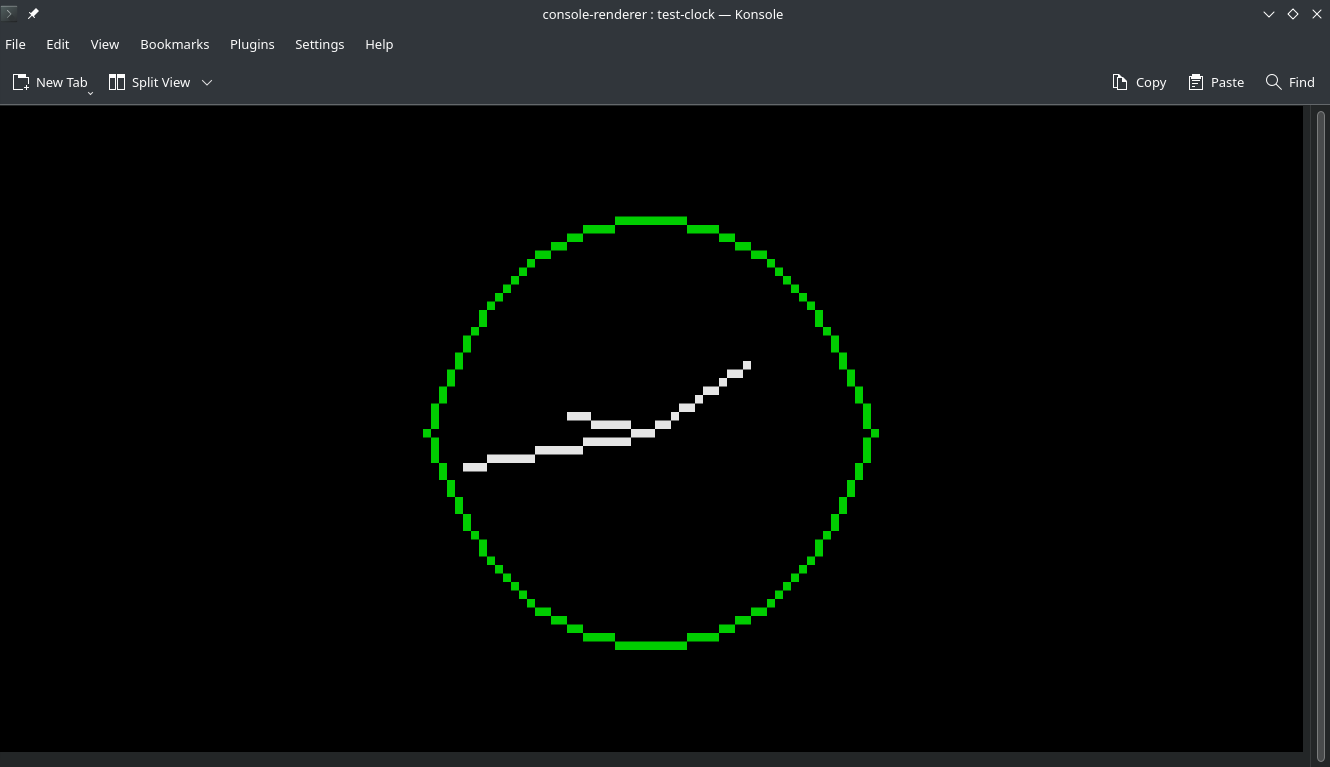 console-renderer : test-clock — Konsole
File Edit View Bookmarks Plugins Settings Help
New Tab Split View Copy Paste Find